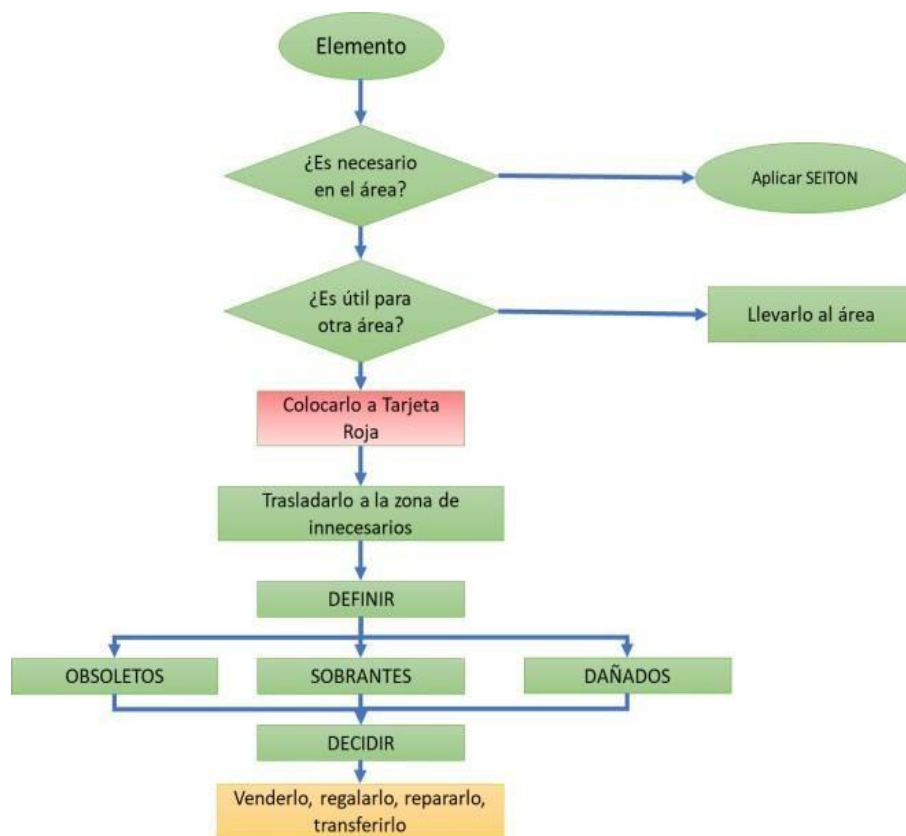 Elemento
¿Es necesario
en el área?
Aplicar SEITON
¿Es útil para
otra área?
Llevarlo al área
Colocarlo a Tarjeta
Roja
Trasladarlo a la zona de
innecesarios
DEFINIR
OBSOLETOS
SOBRANTES
DAÑADOS
DECIDIR
Venderlo, regalarlo, repararlo,
transferirlo